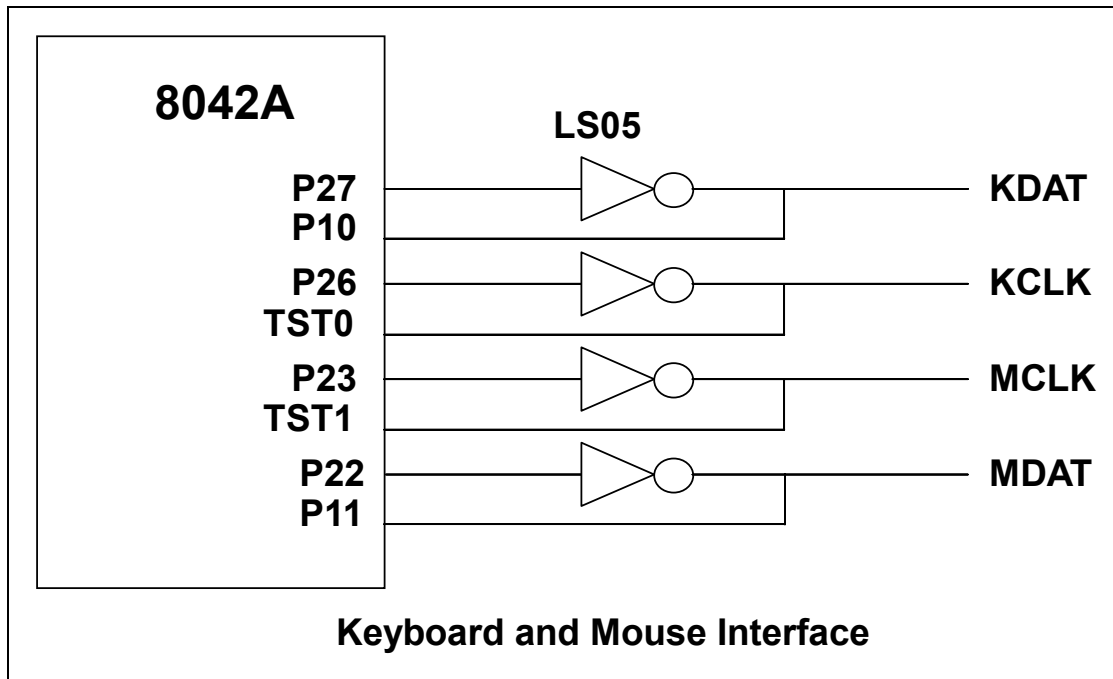 8042A
LS05
P27
KDAT
P10
P26
KCLK
TST0
P23
MCLK
TST1
P22
MDAT
P11
Keyboard and Mouse Interface